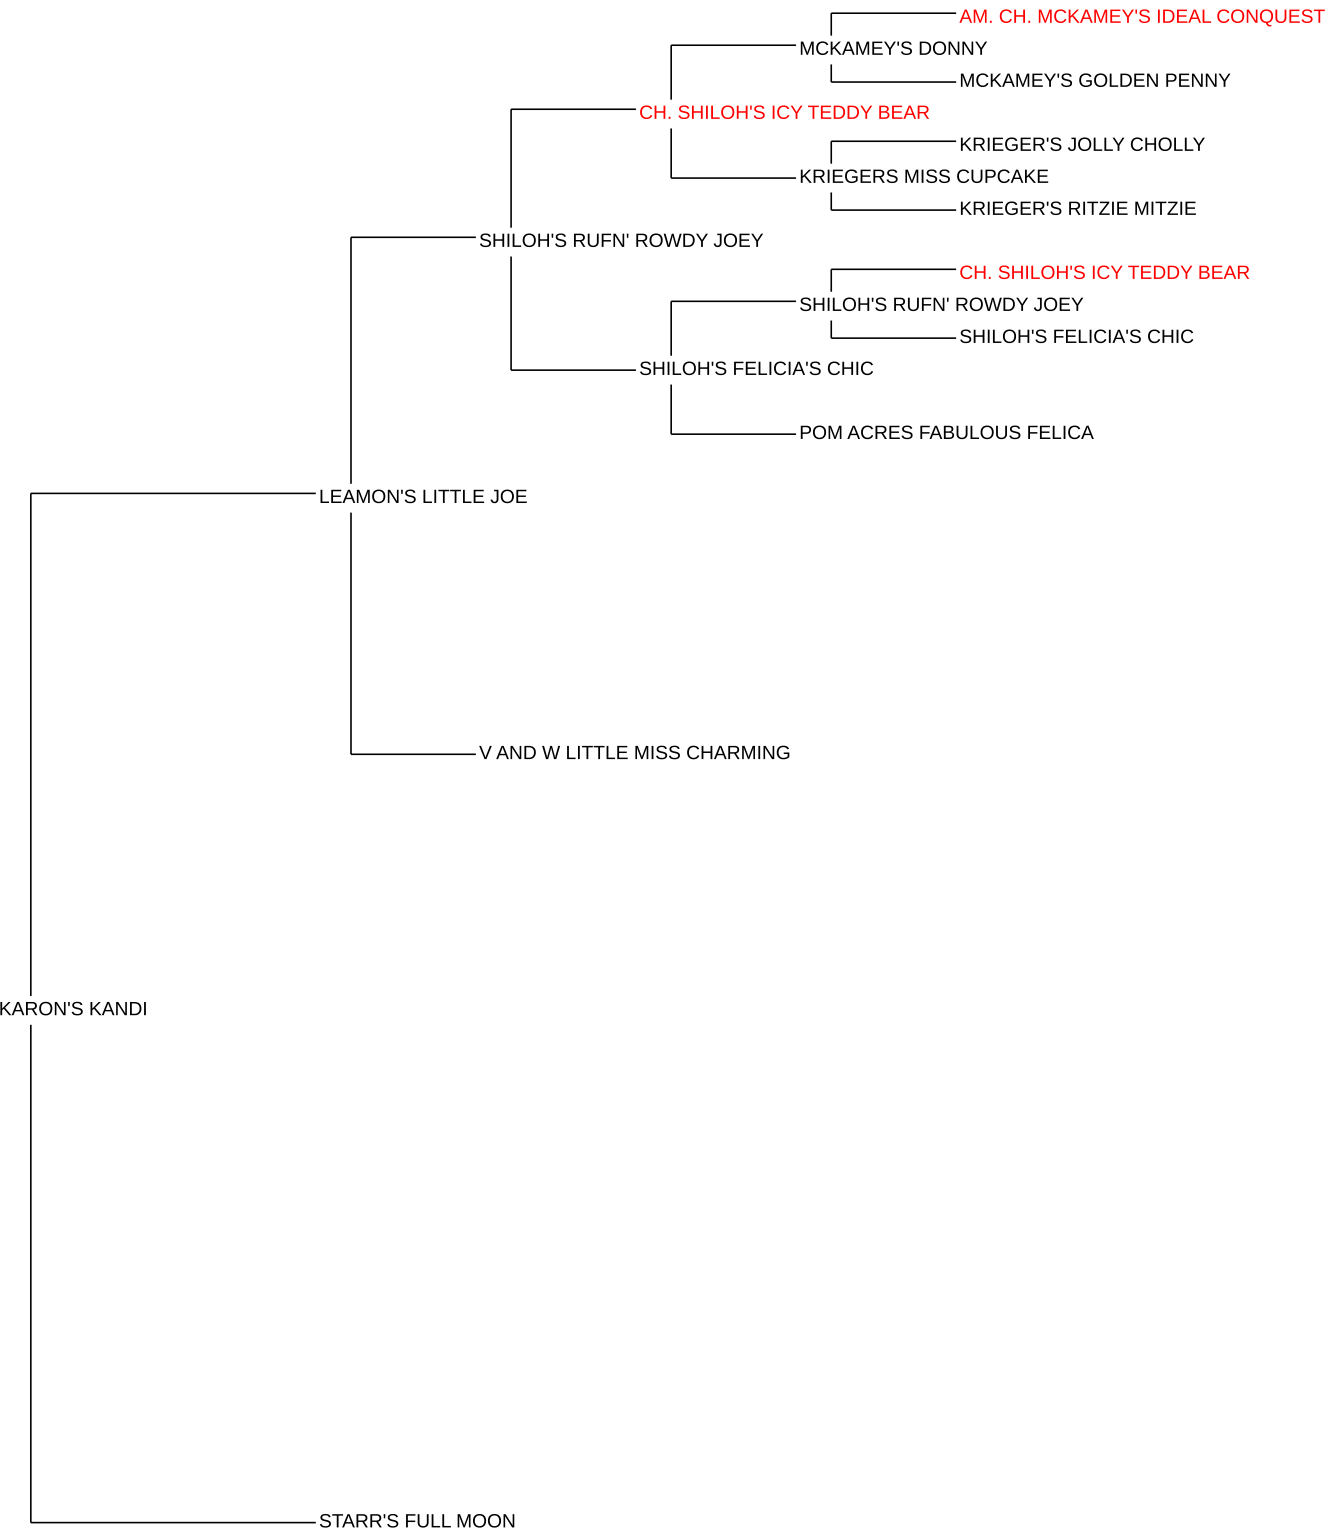 AM. CH. MCKAMEY'S IDEAL CONQUEST
MCKAMEY'S DONNY
MCKAMEY'S GOLDEN PENNY
CH. SHILOH'S ICY TEDDY BEAR
KRIEGER'S JOLLY CHOLLY
KRIEGERS MISS CUPCAKE
KRIEGER'S RITZIE MITZIE
SHILOH'S RUFN' ROWDY JOEY
CH. SHILOH'S ICY TEDDY BEAR
SHILOH'S RUFN' ROWDY JOEY
SHILOH'S FELICIA'S CHIC
SHILOH'S FELICIA'S CHIC
POM ACRES FABULOUS FELICA
LEAMON'S LITTLE JOE
V AND W LITTLE MISS CHARMING
KARON'S KANDI
STARR'S FULL MOON